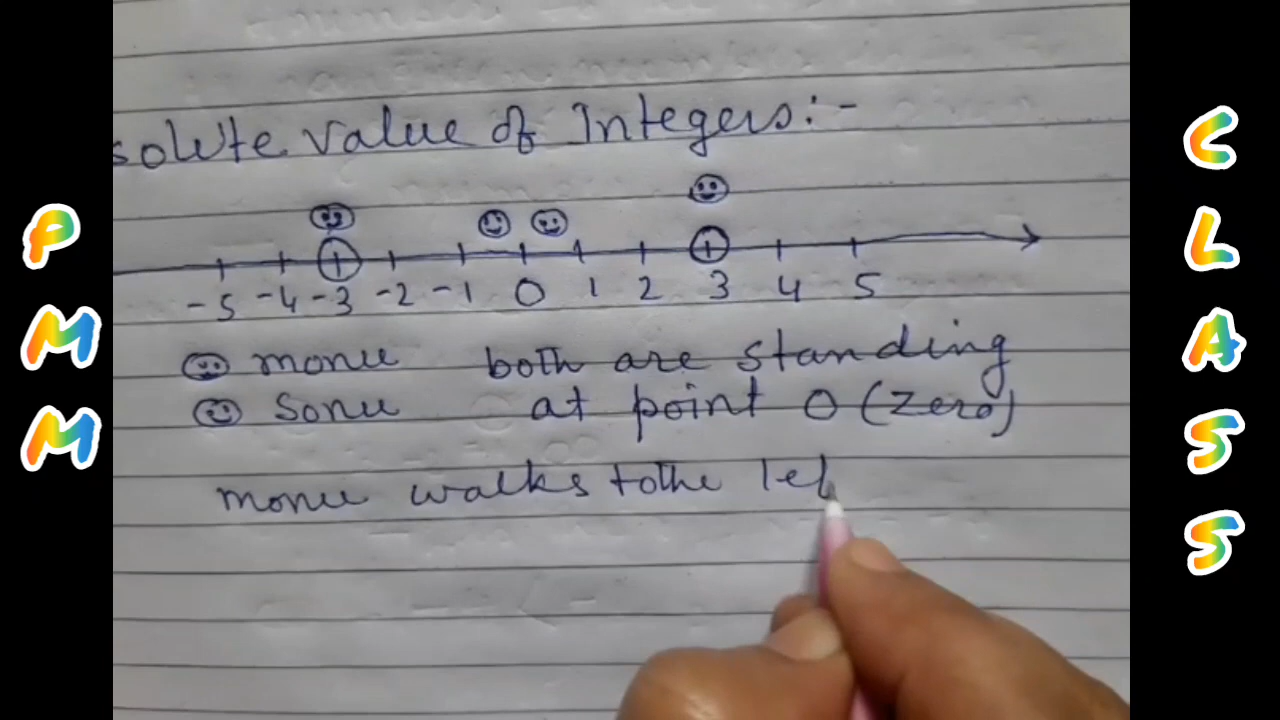 solute value of Integers:-
-5 -4 -3 -2 -1 0 1 2 3 4 5
monu both are standing
sonu at point 0 (zero)
monu walks to the lef
PMM
CLASS